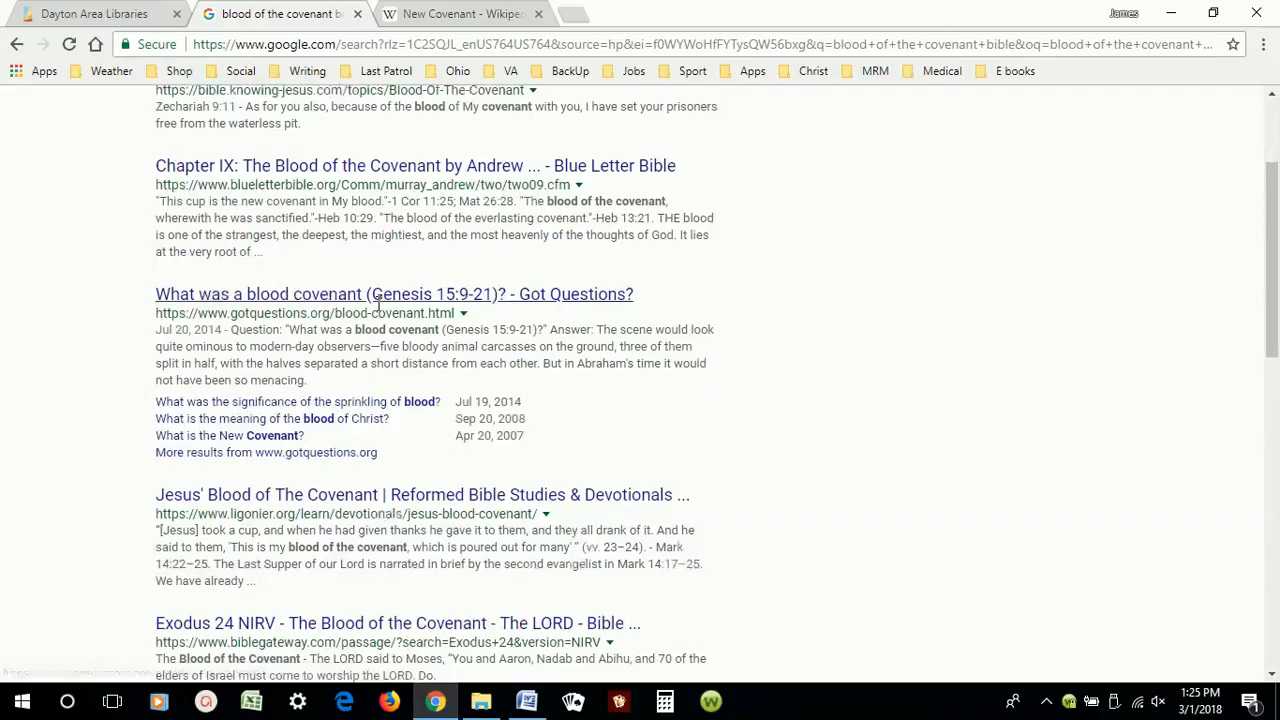 Dayton Area Libraries
blood of the covenant b
New Covenant - Wikipe
James
Secure
https://www.google.com/search?rlz=1C2SQJL_enUS764US764&source=hp&ei=f0WYWoHfFYTysQW56bxg&q=blood+of+the+covenant+bible&oq=blood+of+the+covenant+...
Apps Weather Shop Social Writing Last Patrol Ohio VA BackUp Jobs Sport Apps Christ MRM Medical E books
https://bible.knowing-jesus.com/topics/Blood-Of-The-Covenant
Zechariah 9:11 - As for you also, because of the blood of My covenant with you, I have set your prisoners
free from the waterless pit.
Chapter IX: The Blood of the Covenant by Andrew ... - Blue Letter Bible
https://www.blueletterbible.org/Comm/murray_andrew/two/two09.cfm
"This cup is the new covenant in My blood."-1 Cor 11:25; Mat 26:28. "The blood of the covenant,
wherewith he was sanctified."-Heb 10:29. "The blood of the everlasting covenant."-Heb 13:21. THE blood
is one of the strangest, the deepest, the mightiest, and the most heavenly of the thoughts of God. It lies
at the very root of ...
What was a blood covenant (Genesis 15:9-21)? - Got Questions?
https://www.gotquestions.org/blood-covenant.html
Jul 20, 2014 - Question: "What was a blood covenant (Genesis 15:9-21)?" Answer: The scene would look
quite ominous to modern-day observers—five bloody animal carcasses on the ground, three of them
split in half, with the halves separated a short distance from each other. But in Abraham's time it would
not have been so menacing.
What was the significance of the sprinkling of blood? Jul 19, 2014
What is the meaning of the blood of Christ? Sep 20, 2008
What is the New Covenant? Apr 20, 2007
More results from www.gotquestions.org
Jesus' Blood of The Covenant | Reformed Bible Studies & Devotionals ...
https://www.ligonier.org/learn/devotionals/jesus-blood-covenant/
“[Jesus] took a cup, and when he had given thanks he gave it to them, and they all drank of it. And he
said to them, 'This is my blood of the covenant, which is poured out for many' ” (vv. 23–24). - Mark
14:22–25. The Last Supper of our Lord is narrated in brief by the second evangelist in Mark 14:17–25.
We have already ...
Exodus 24 NIRV - The Blood of the Covenant - The LORD - Bible ...
https://www.biblegateway.com/passage/?search=Exodus+24&version=NIRV
The Blood of the Covenant - The LORD said to Moses, “You and Aaron, Nadab and Abihu, and 70 of the
elders of Israel must come to worship the LORD. Do.
1:25 PM
3/1/2018